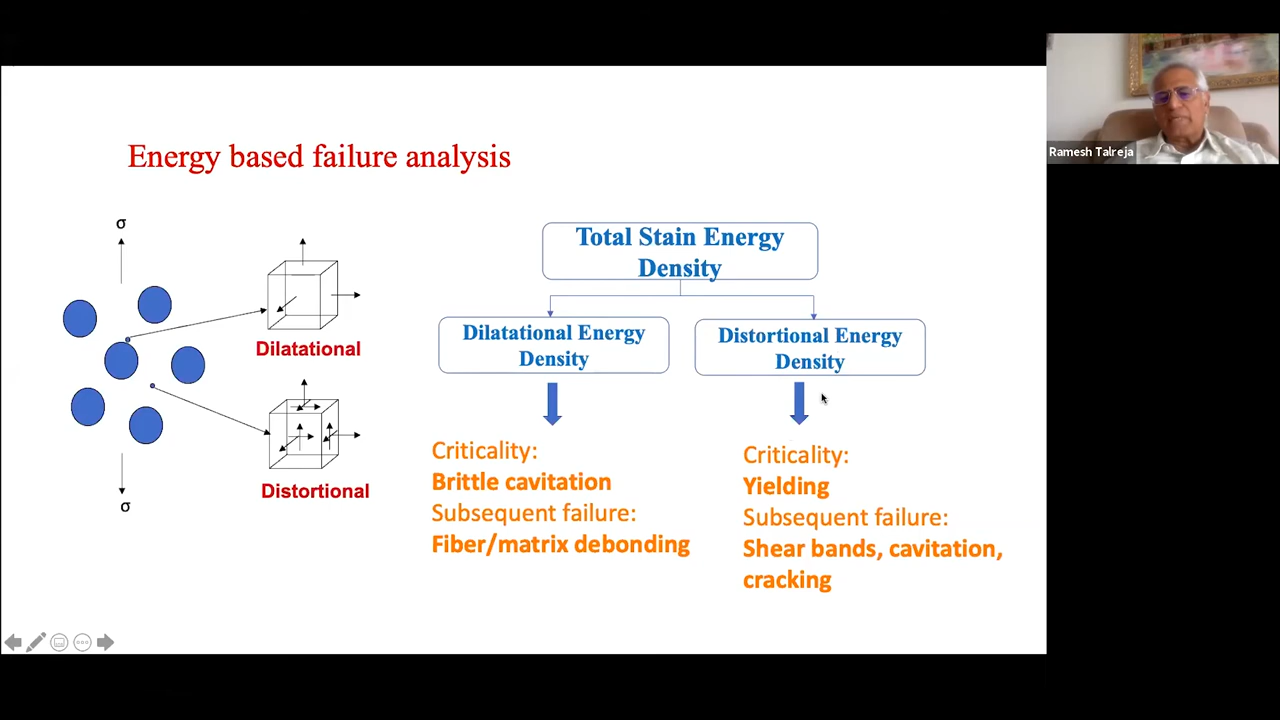 Energy based failure analysis
σ
Dilatational
Distortional
σ
Total Stain Energy
Density
Dilatational Energy
Density
Distortional Energy
Density
Criticality:
Brittle cavitation
Subsequent failure:
Fiber/matrix debonding
Criticality:
Yielding
Subsequent failure:
Shear bands, cavitation,
cracking
Ramesh Talreja